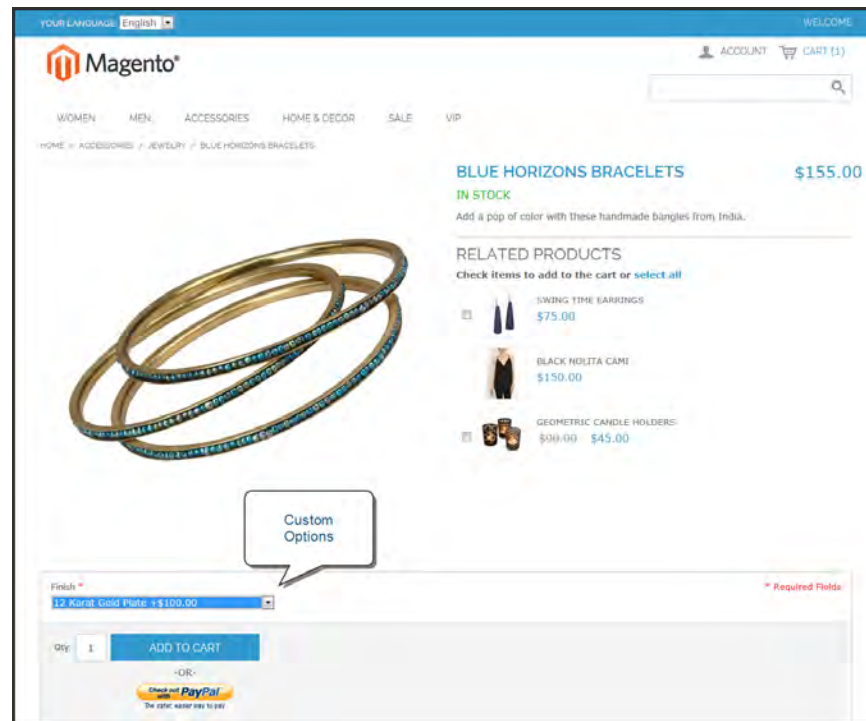 YOUR LANGUAGE: English
WELCOME
Magento®
ACCOUNT CART (1)
WOMEN MEN ACCESSORIES HOME & DECOR SALE VIP
HOME / ACCESSORIES / JEWELRY / BLUE HORIZONS BRACELETS
BLUE HORIZONS BRACELETS $155.00
IN STOCK
Add a pop of color with these handmade bangles from India.
RELATED PRODUCTS
Check items to add to the cart or select all
SWING TIME EARRINGS
$75.00
BLACK NOLITA CAMI
$150.00
GEOMETRIC CANDLE HOLDERS
$90.00 $45.00
Custom
Options
Finish *
* Required Fields
12 Karat Gold Plate +$100.00
Qty: 1 ADD TO CART
-OR-
Check out with PayPal
The safer, easier way to pay